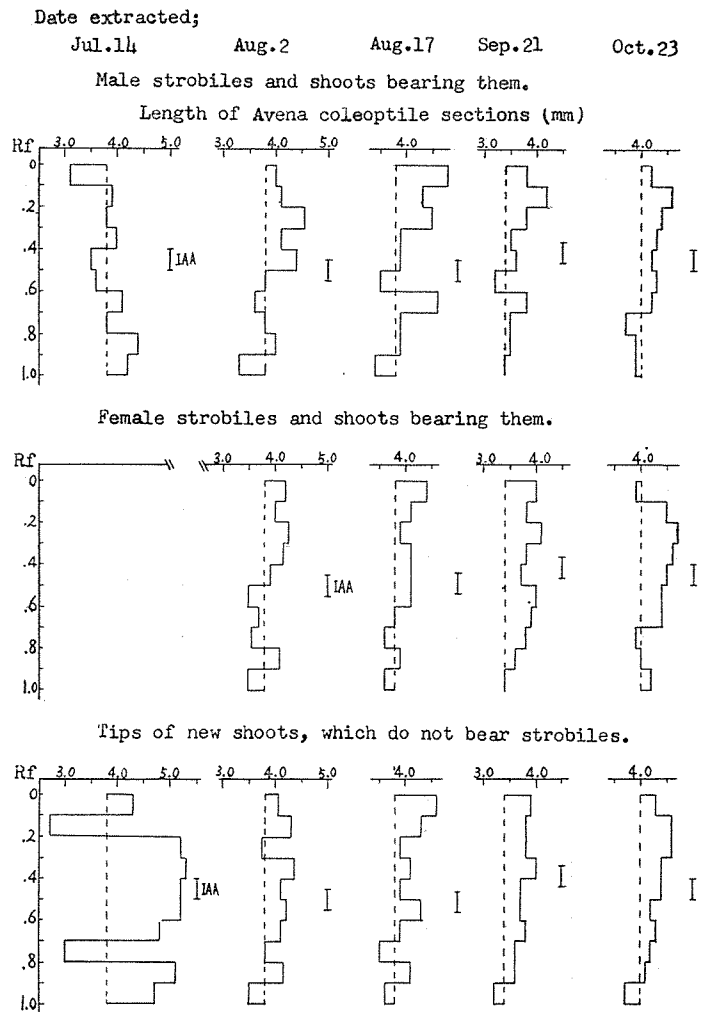 Date extracted;
Jul.14 Aug.2 Aug.17 Sep.21 Oct.23
Male strobiles and shoots bearing them.
Length of Avena coleoptile sections (mm)
Rf 3.0 4.0 5.0 3.0 4.0 5.0 4.0 3.0 4.0 4.0
0
.2
.4
IAA
.6
.8
1.0
Female strobiles and shoots bearing them.
Rf 3.0 4.0 5.0 4.0 3.0 4.0 4.0
0
.2
.4
IAA
.6
.8
1.0
Tips of new shoots, which do not bear strobiles.
Rf 3.0 4.0 5.0 3.0 4.0 5.0 4.0 3.0 4.0 4.0
0
.2
.4
IAA
.6
.8
1.0